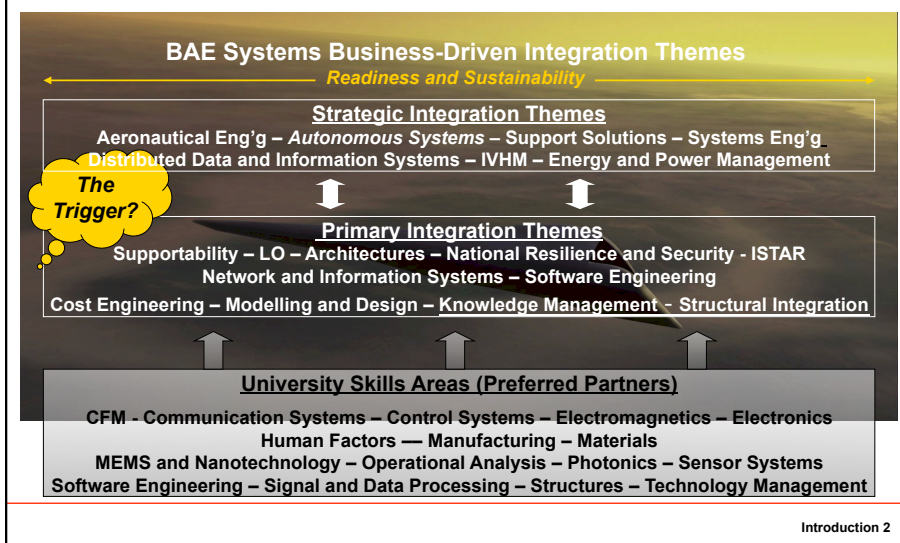 BAE Systems Business-Driven Integration Themes
Readiness and Sustainability
Strategic Integration Themes
Aeronautical Eng'g – Autonomous Systems – Support Solutions – Systems Eng'g
Distributed Data and Information Systems – IVHM – Energy and Power Management
The
Trigger?
Primary Integration Themes
Supportability – LO – Architectures – National Resilience and Security - ISTAR
Network and Information Systems – Software Engineering
Cost Engineering – Modelling and Design – Knowledge Management - Structural Integration
University Skills Areas (Preferred Partners)
CFM - Communication Systems – Control Systems – Electromagnetics – Electronics
Human Factors –– Manufacturing – Materials
MEMS and Nanotechnology – Operational Analysis – Photonics – Sensor Systems
Software Engineering – Signal and Data Processing – Structures – Technology Management
Introduction 2